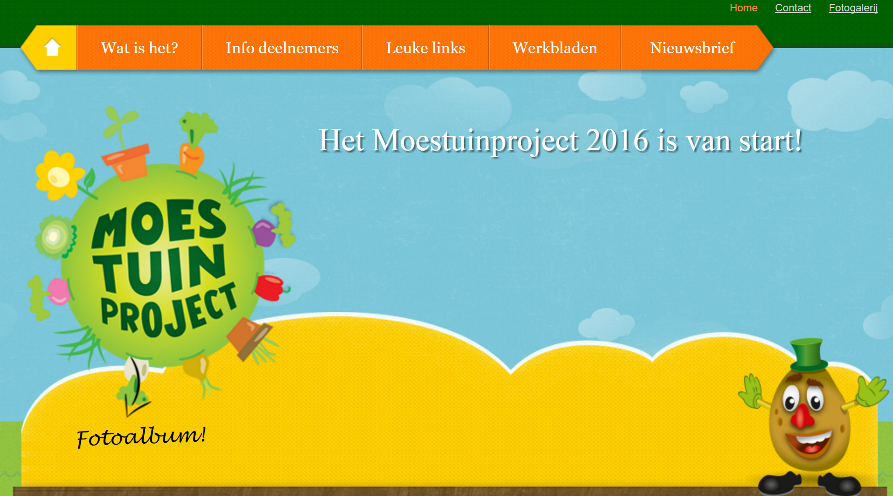 Home Contact Fotogalerij
Wat is het? Info deelnemers Leuke links Werkbladen Nieuwsbrief
Het Moestuinproject 2016 is van start!
MOES
TUIN
PROJECT
Fotoalbum!